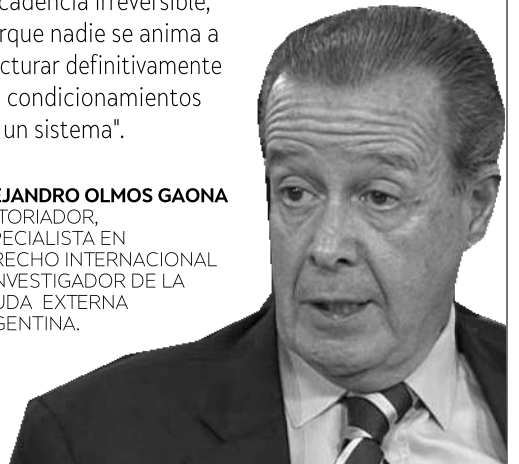 cadencia irreversible,
rque nadie se anima a
cturar definitivamente
condicionamientos
un sistema".
EJANDRO OLMOS GAONA
TORIADOR,
PECIALISTA EN
RECHO INTERNACIONAL
NVESTIGADOR DE LA
UDA EXTERNA
GENTINA.